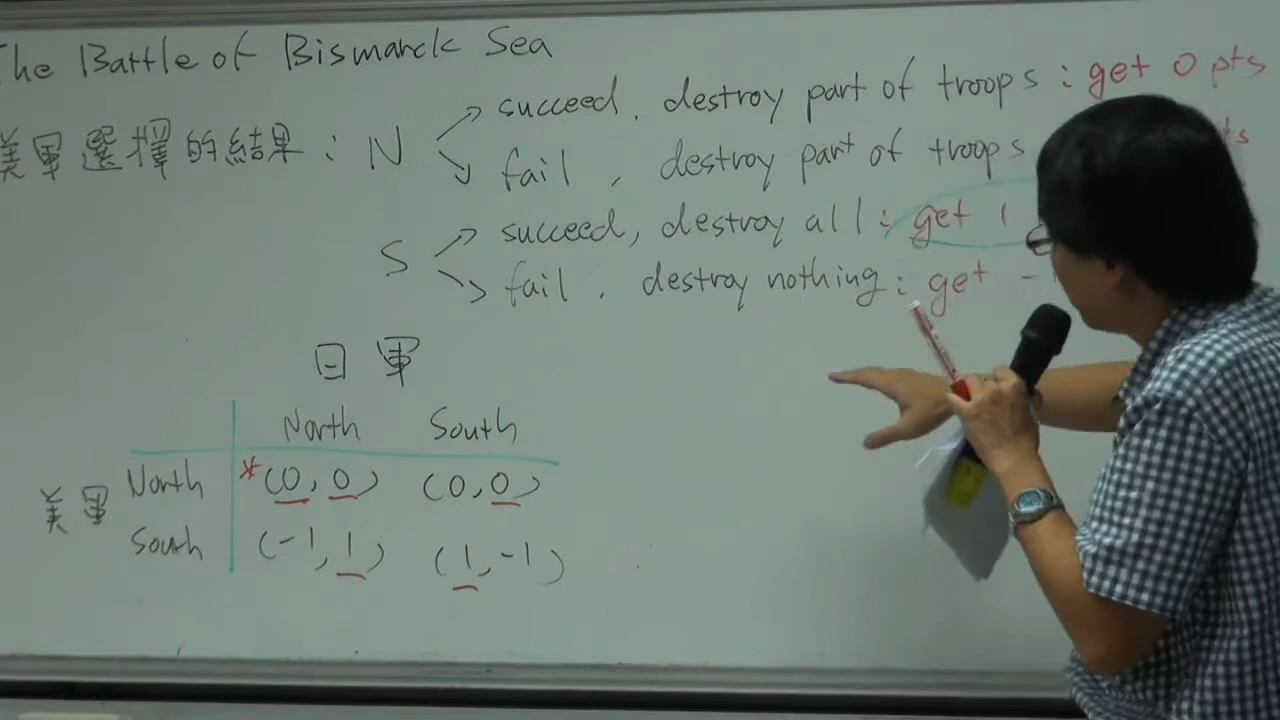 The Battle of Bismarck Sea
美軍選擇的結果: N → succeed, destroy part of troops: get 0 pts
→ fail, destroy part of troops
S → succeed, destroy all: get 1
→ fail, destroy nothing: get -
日軍
North South
North *(0, 0) (0, 0)
美軍
South (-1, 1) (1, -1)